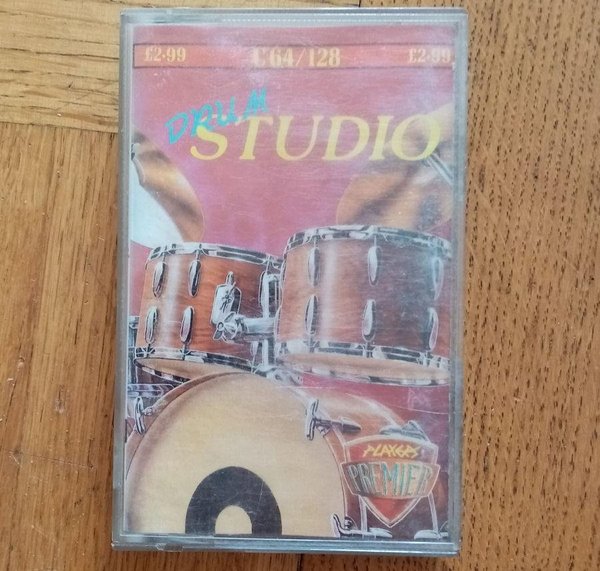 £2·99 C64/128 £2·99
DRUM
STUDIO
PLAYERS
PREMIER